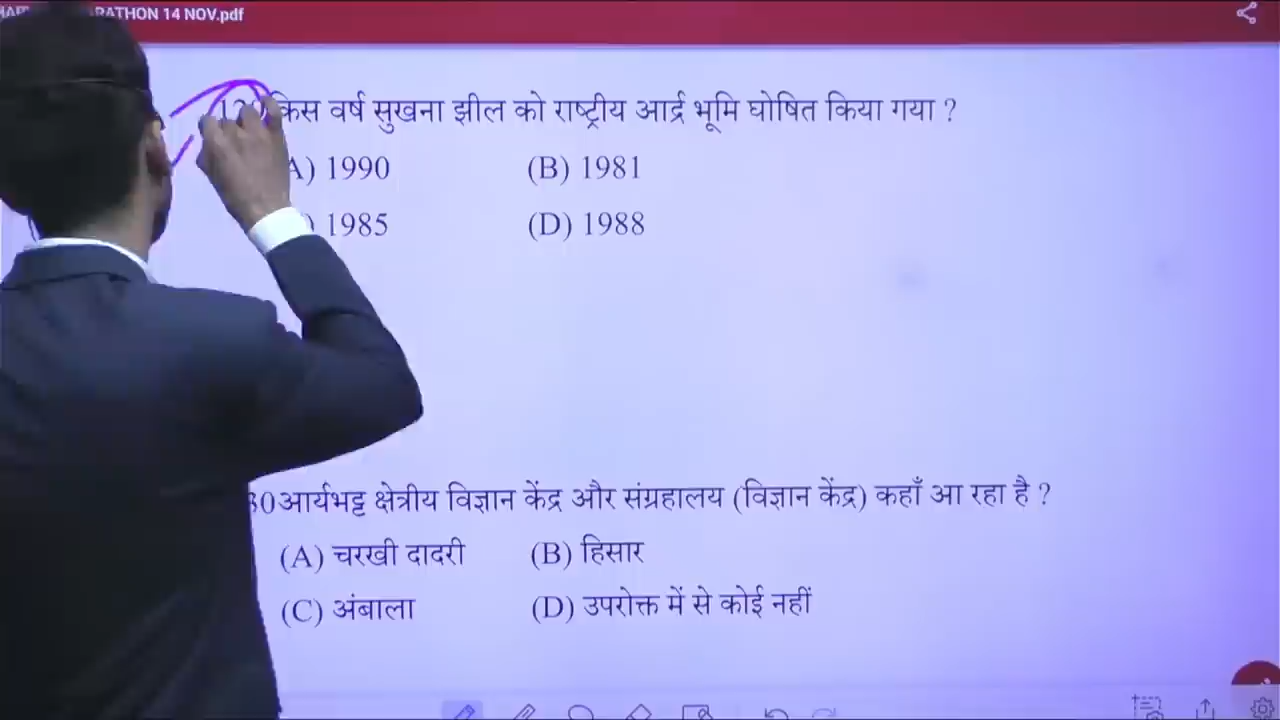 RATHON 14 NOV.pdf
किस वर्ष सुखना झील को राष्ट्रीय आर्द्र भूमि घोषित किया गया ?
A) 1990 (B) 1981
) 1985 (D) 1988
30 आर्यभट्ट क्षेत्रीय विज्ञान केंद्र और संग्रहालय (विज्ञान केंद्र) कहाँ आ रहा है ?
(A) चरखी दादरी (B) हिसार
(C) अंबाला (D) उपरोक्त में से कोई नहीं